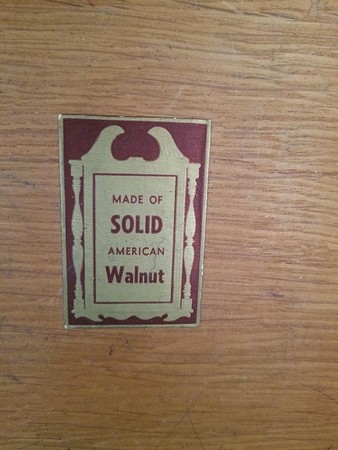 MADE OF
SOLID
AMERICAN
Walnut